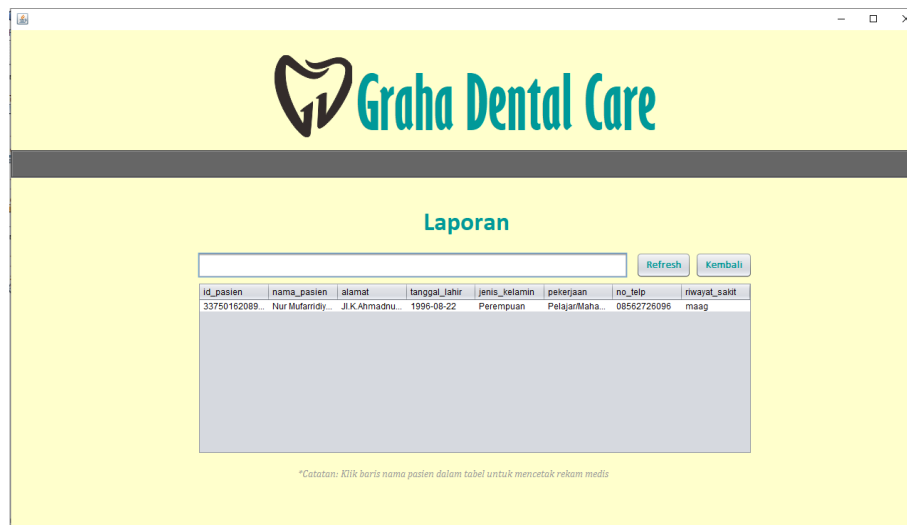 Graha Dental Care
Laporan
Refresh Kembali
id_pasien nama_pasien alamat tanggal_lahir jenis_kelamin pekerjaan no_telp riwayat_sakit
33750162089... Nur Mufarridiy... Jl.K.Ahmadnu... 1996-08-22 Perempuan Pelajar/Maha... 08562726096 maag
*Catatan: Klik baris nama pasien dalam tabel untuk mencetak rekam medis